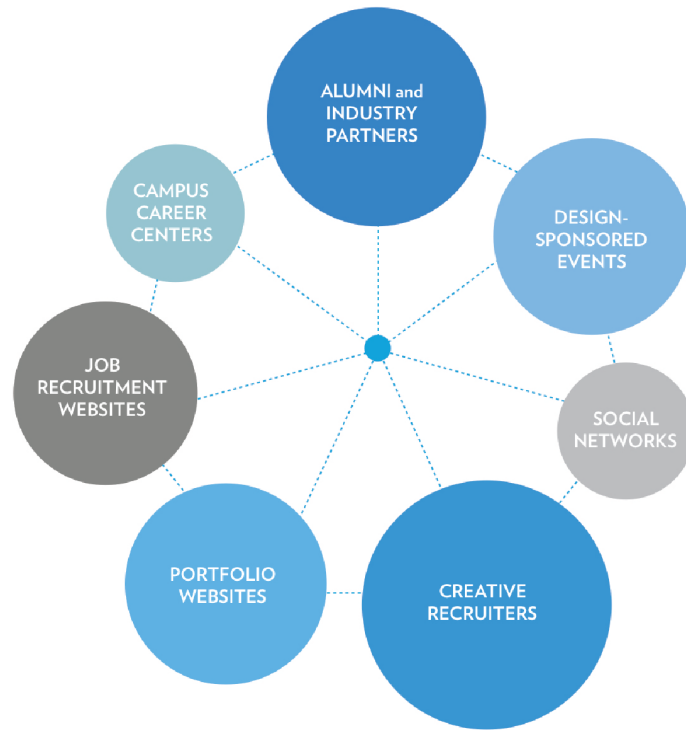 ALUMNI and
INDUSTRY
PARTNERS
CAMPUS
CAREER
CENTERS
DESIGN-
SPONSORED
EVENTS
JOB
RECRUITMENT
WEBSITES
SOCIAL
NETWORKS
PORTFOLIO
WEBSITES
CREATIVE
RECRUITERS